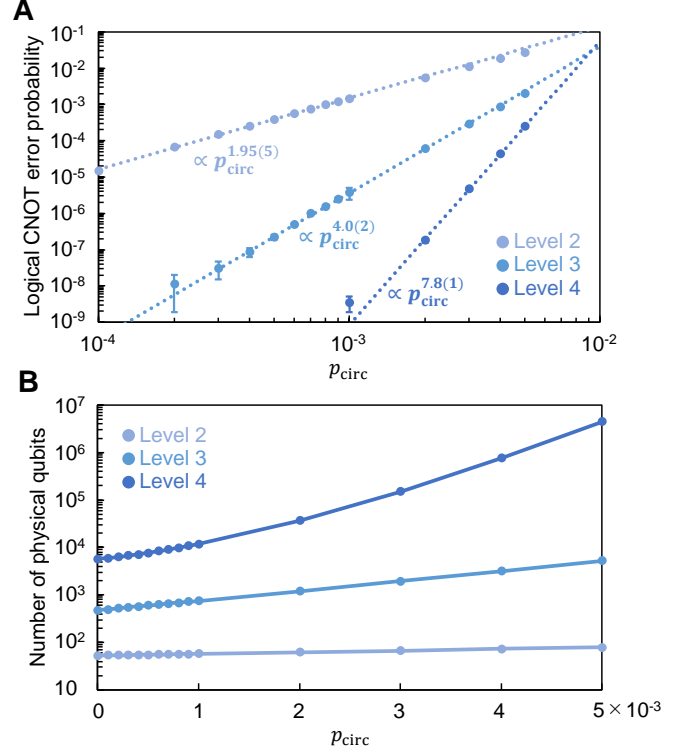 A
Logical CNOT error probability
10^-1
10^-2
10^-3
10^-4
10^-5
10^-6
10^-7
10^-8
10^-9
∝ p_circ^1.95(5)
∝ p_circ^4.0(2)
∝ p_circ^7.8(1)
Level 2
Level 3
Level 4
10^-4
10^-3
10^-2
p_circ
B
Number of physical qubits
10^7
10^6
10^5
10^4
10^3
10^2
10
Level 2
Level 3
Level 4
0
1
2
3
4
5 × 10^-3
p_circ